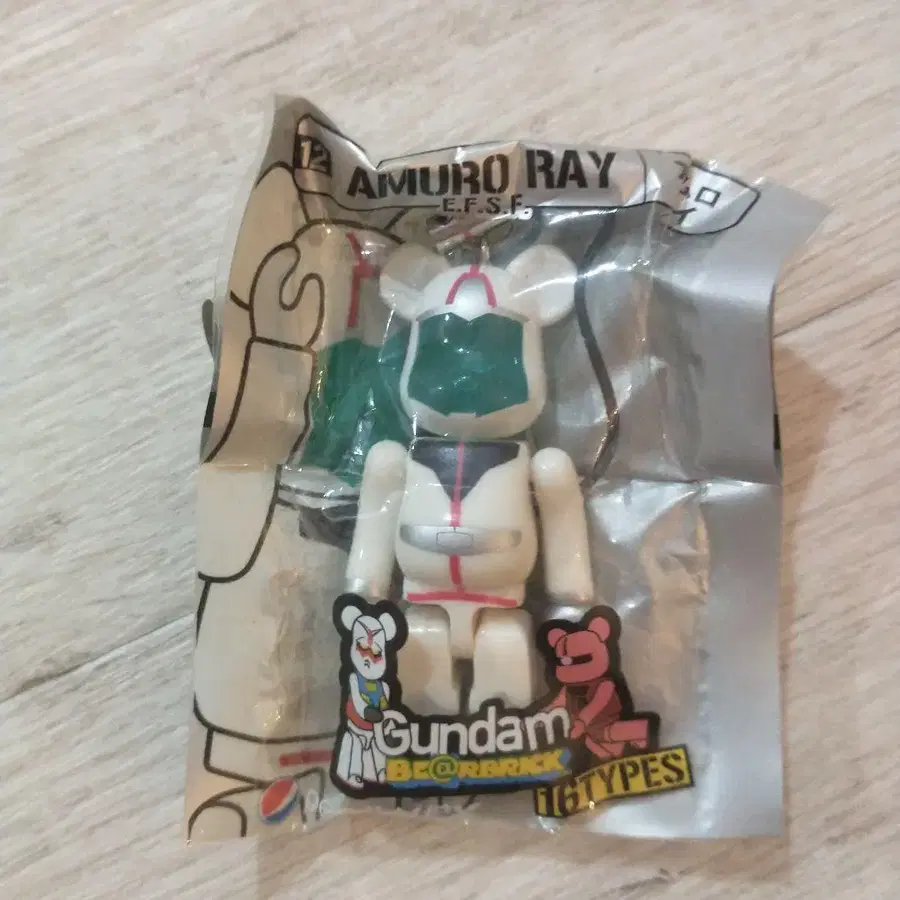 12
AMURO RAY
E.F.S.F.
Gundam
BE@RBRICK
16TYPES